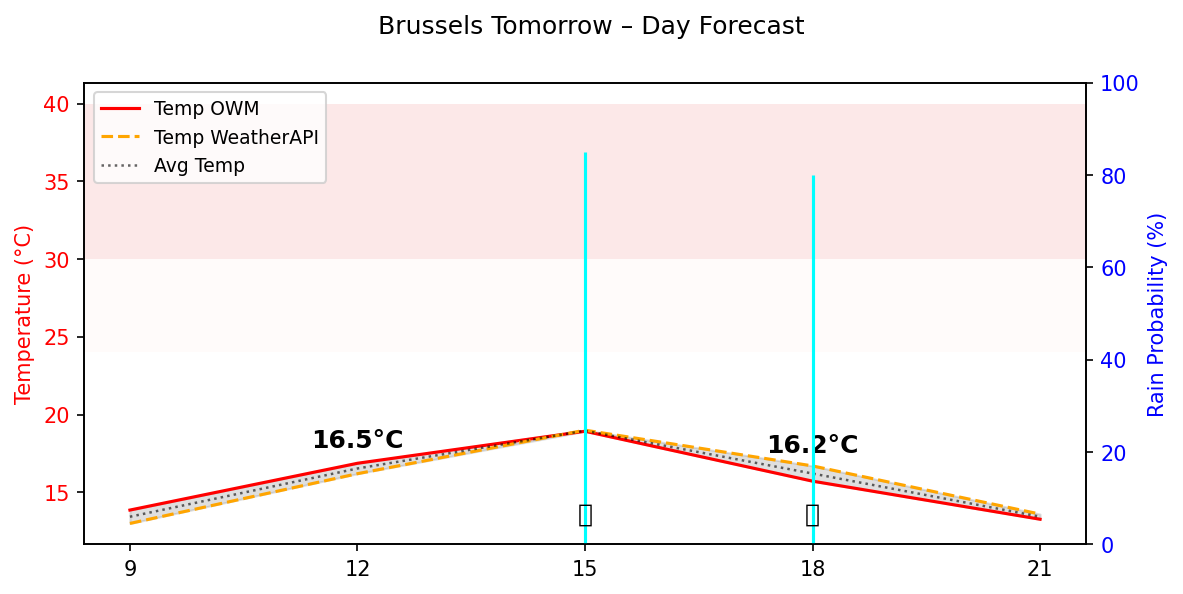 Brussels Tomorrow – Day Forecast
Temp OWM
Temp WeatherAPI
Avg Temp
Temperature (°C)
40
35
30
25
20
15
Rain Probability (%)
100
80
60
40
20
0
16.5°C
16.2°C
9
12
15
18
21